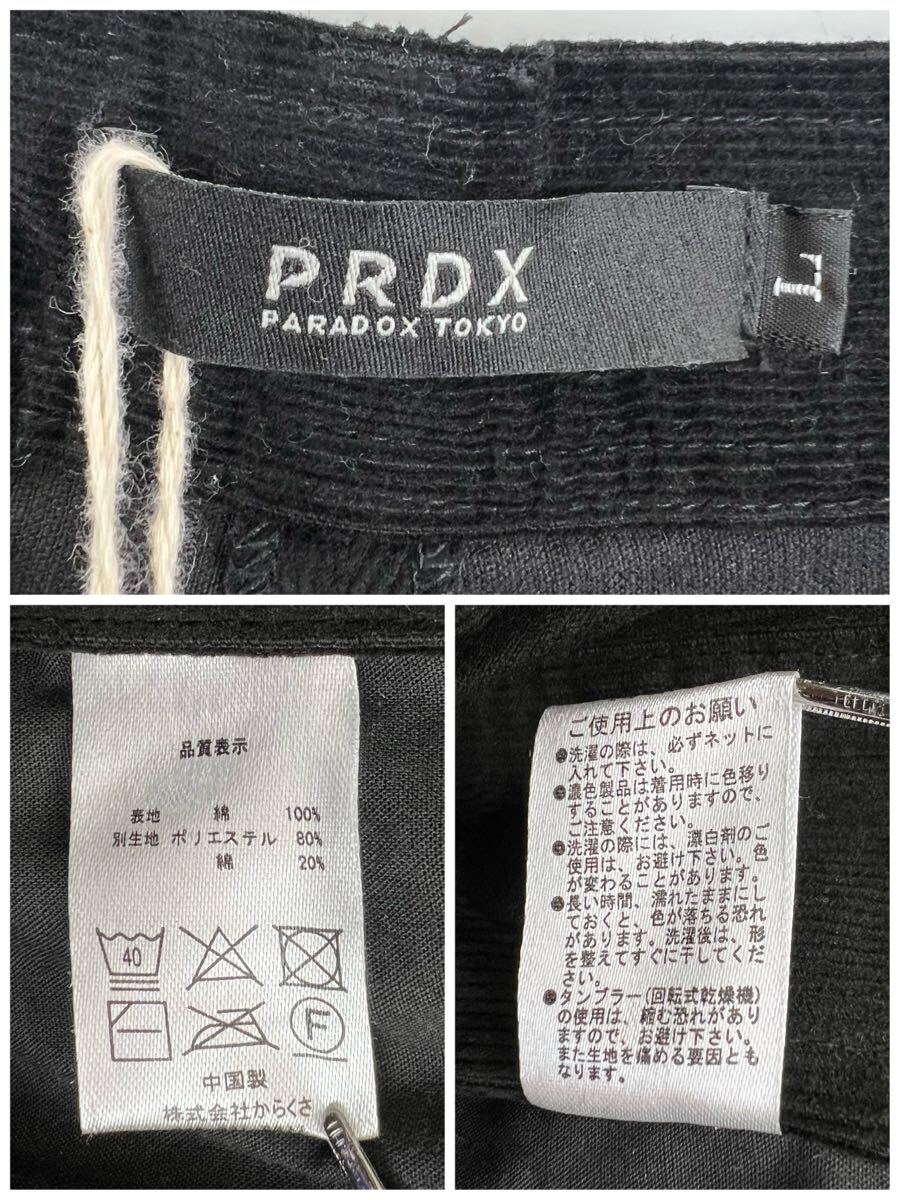 PRDX
PARADOX TOKYO
L
品質表示
表地 綿 100%
別生地 ポリエステル 80%
綿 20%
40
F
中国製
株式会社からくさ
ご使用上のお願い
●洗濯の際は、必ずネットに
入れて下さい。
●濃色製品は着用時に色移り
することがありますので、
ご注意ください。
●洗濯の際には、漂白剤のご
使用は、お避け下さい。色
が変わることがあります。
●長い時間、濡れたままにし
ておくと、色が落ちる恐れ
があります。洗濯後は、形
を整えてすぐに干してくだ
さい。
●タンブラー(回転式乾燥機)
の使用は、縮む恐れがあり
ますので、お避け下さい。
また生地を痛める要因とも
なります。